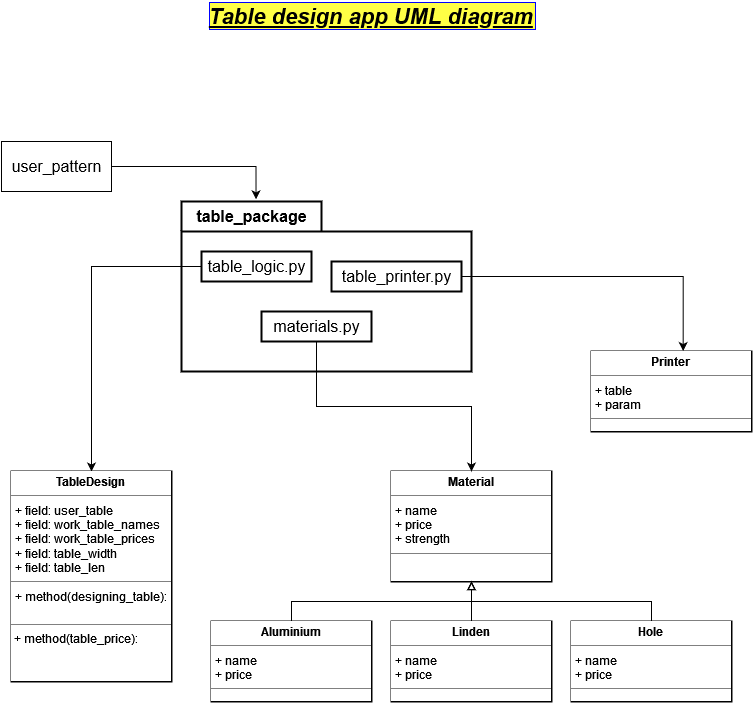 Table design app UML diagram
user_pattern
table_package
table_logic.py
table_printer.py
materials.py
Printer
+ table
+ param
TableDesign
+ field: user_table
+ field: work_table_names
+ field: work_table_prices
+ field: table_width
+ field: table_len
+ method(designing_table):
+ method(table_price):
Material
+ name
+ price
+ strength
Aluminium
+ name
+ price
Linden
+ name
+ price
Hole
+ name
+ price